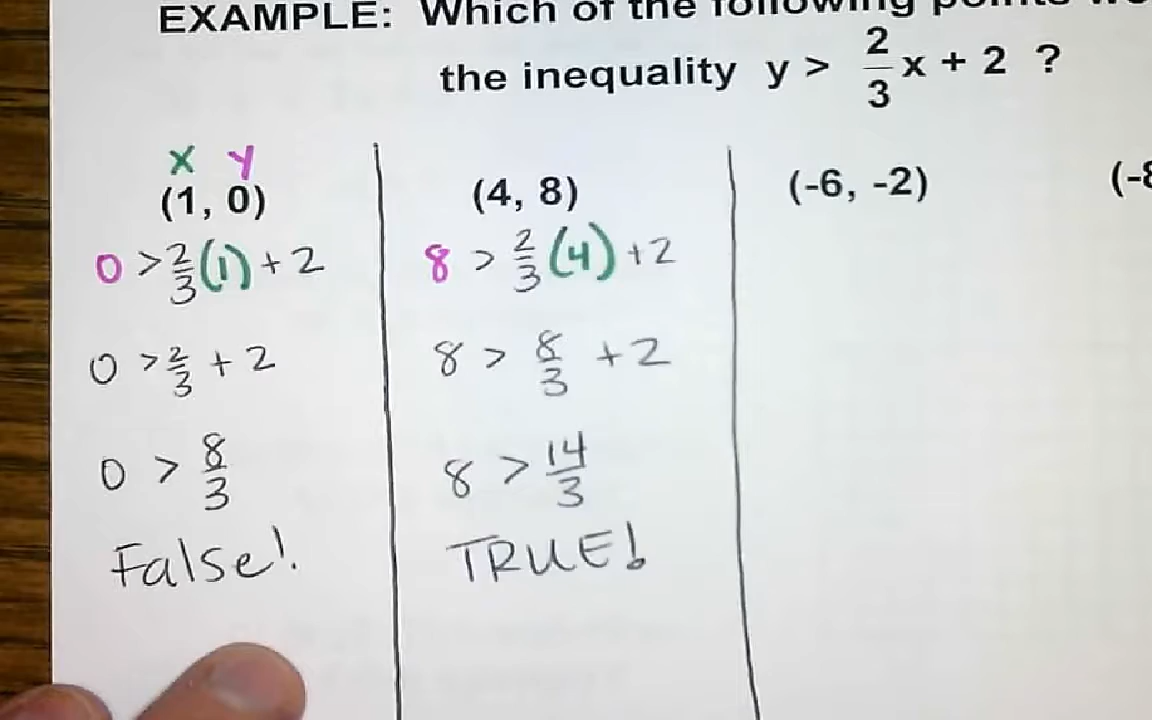 EXAMPLE: Which of the following points
the inequality y > 2/3 x + 2 ?
x y
(1, 0)
0 > 2/3 (1) + 2
0 > 2/3 + 2
0 > 8/3
False!
(4, 8)
8 > 2/3 (4) + 2
8 > 8/3 + 2
8 > 14/3
TRUE!
(-6, -2)
(-8